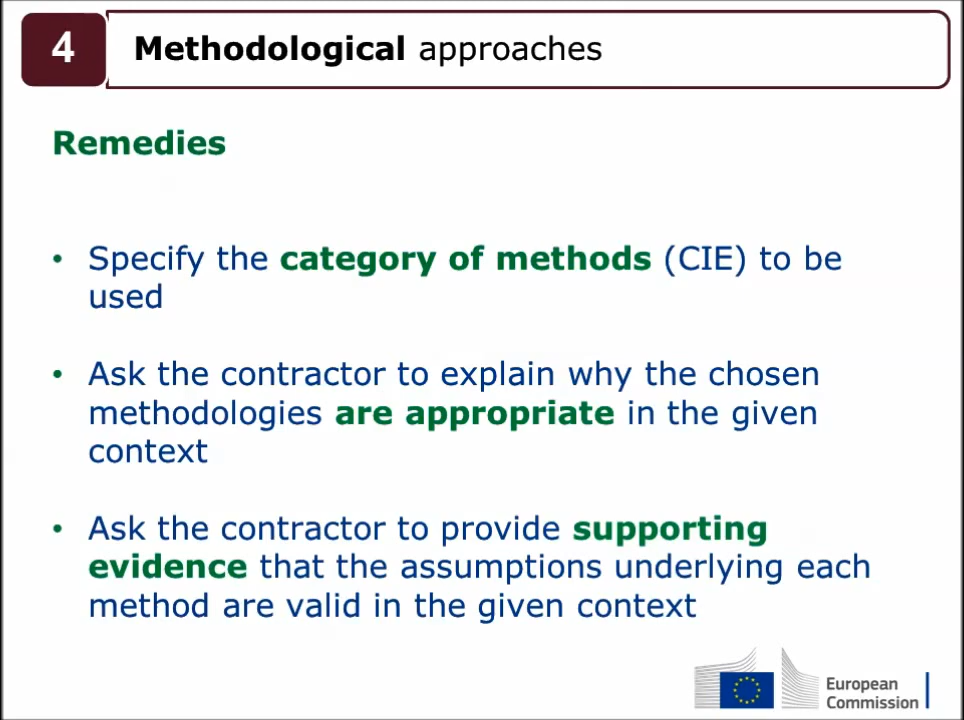 4
Methodological approaches
Remedies
• Specify the category of methods (CIE) to be
used
• Ask the contractor to explain why the chosen
methodologies are appropriate in the given
context
• Ask the contractor to provide supporting
evidence that the assumptions underlying each
method are valid in the given context
European
Commission